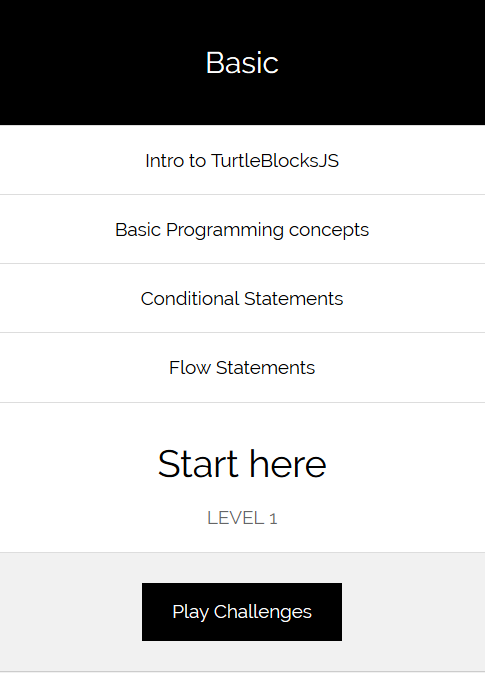 Basic
Intro to TurtleBlocksJS
Basic Programming concepts
Conditional Statements
Flow Statements
Start here
LEVEL 1
Play Challenges